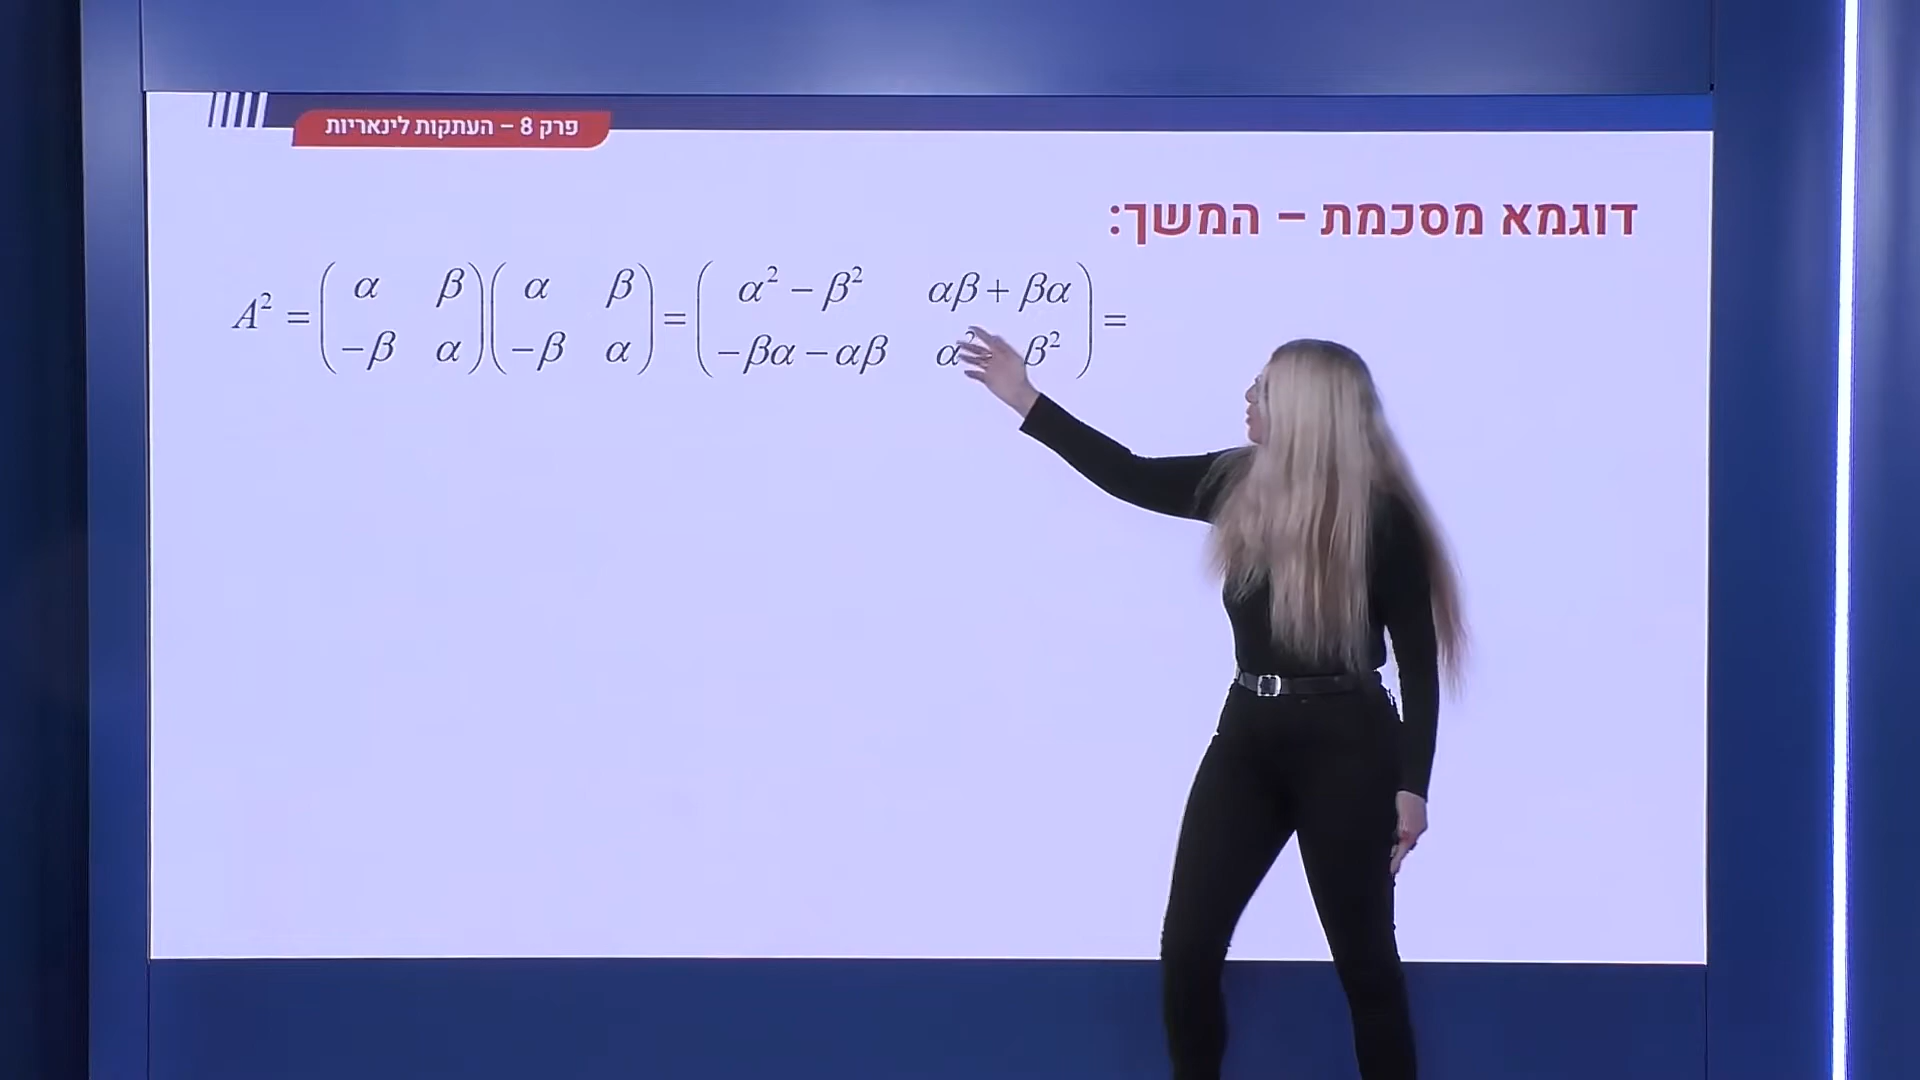 פרק 8 – העתקות לינאריות
דוגמא מסכמת – המשך:
A² = (α β; −β α)(α β; −β α) = (α² − β² αβ + βα; −βα − αβ α² β²) =